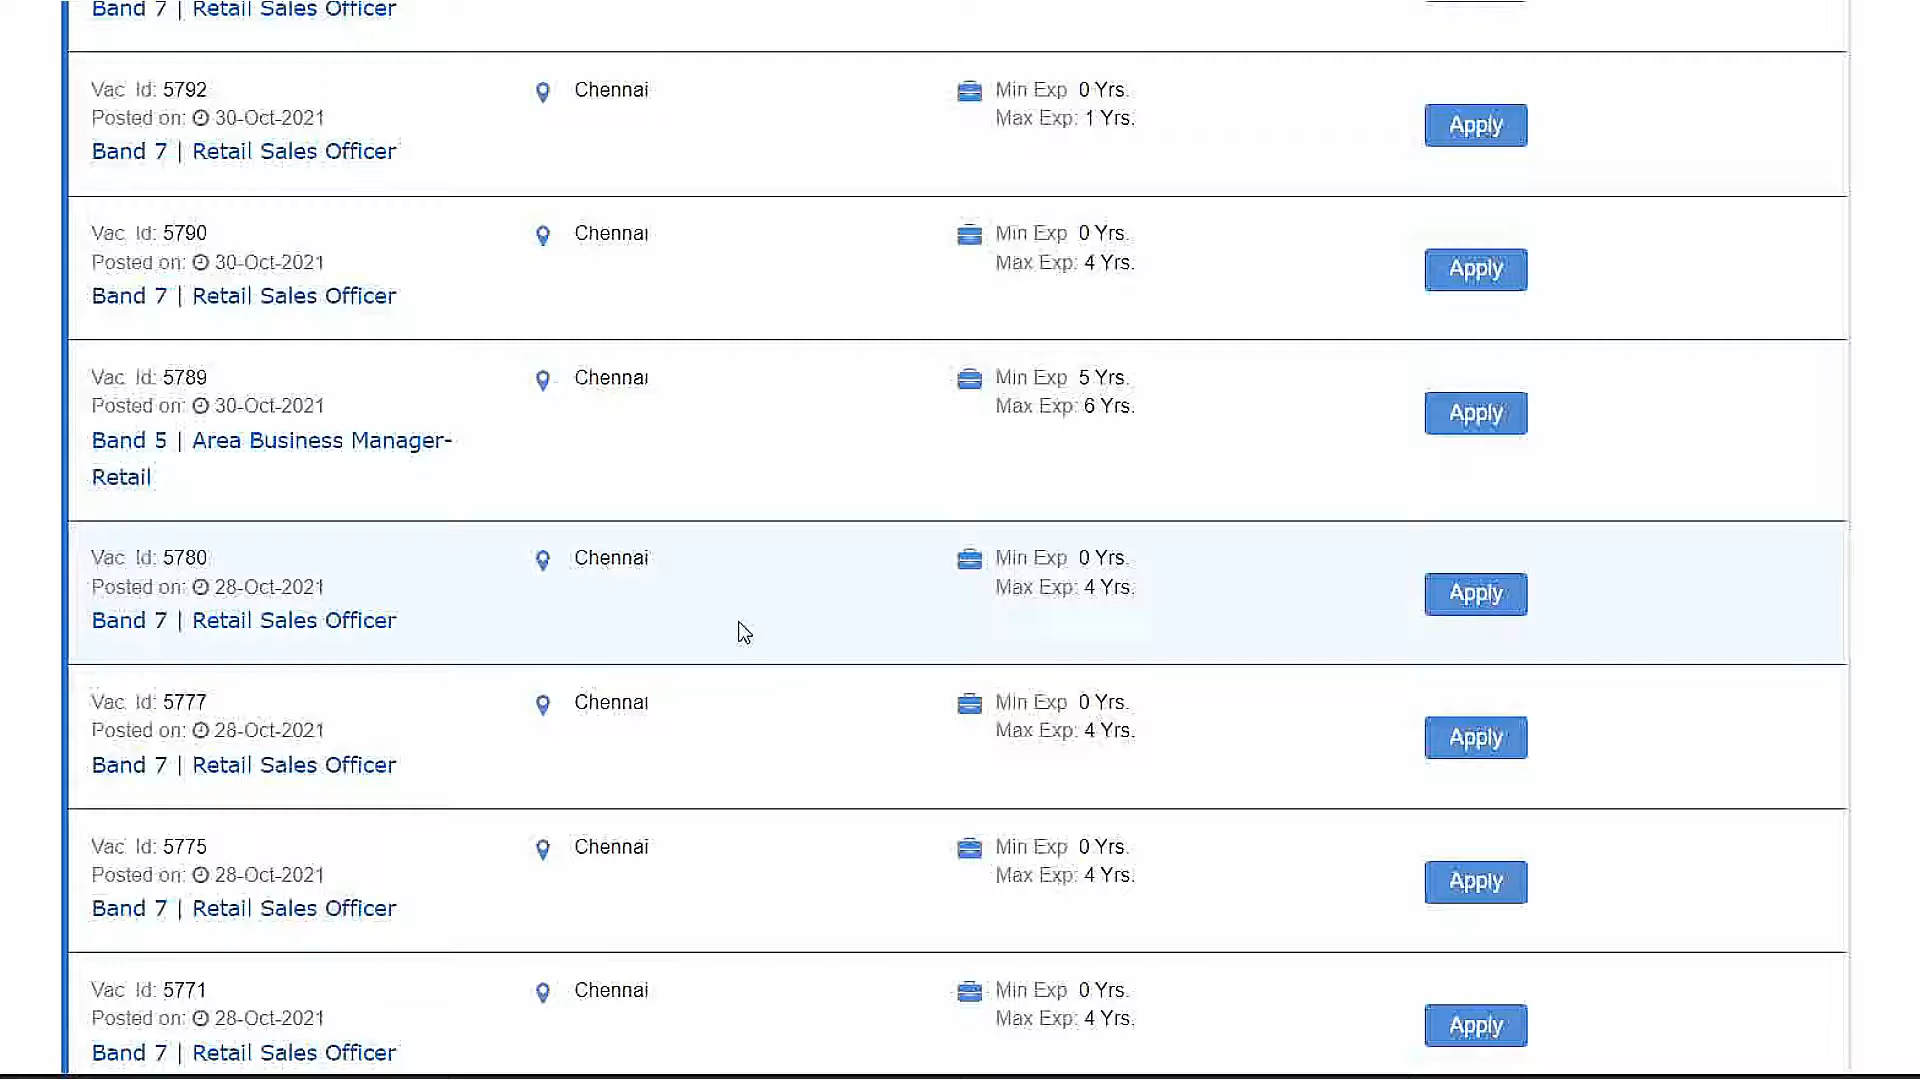 Band 7 | Retail Sales Officer
Vac Id: 5792
Chennai
Min Exp 0 Yrs.
Posted on: 30-Oct-2021
Max Exp: 1 Yrs.
Apply
Band 7 | Retail Sales Officer
Vac Id: 5790
Chennai
Min Exp 0 Yrs.
Posted on: 30-Oct-2021
Max Exp: 4 Yrs.
Apply
Band 7 | Retail Sales Officer
Vac Id: 5789
Chennai
Min Exp 5 Yrs.
Posted on: 30-Oct-2021
Max Exp: 6 Yrs.
Apply
Band 5 | Area Business Manager-
Retail
Vac Id: 5780
Chennai
Min Exp 0 Yrs.
Posted on: 28-Oct-2021
Max Exp: 4 Yrs.
Apply
Band 7 | Retail Sales Officer
Vac Id: 5777
Chennai
Min Exp 0 Yrs.
Posted on: 28-Oct-2021
Max Exp: 4 Yrs.
Apply
Band 7 | Retail Sales Officer
Vac Id: 5775
Chennai
Min Exp 0 Yrs.
Posted on: 28-Oct-2021
Max Exp: 4 Yrs.
Apply
Band 7 | Retail Sales Officer
Vac Id: 5771
Chennai
Min Exp 0 Yrs.
Posted on: 28-Oct-2021
Max Exp: 4 Yrs.
Apply
Band 7 | Retail Sales Officer